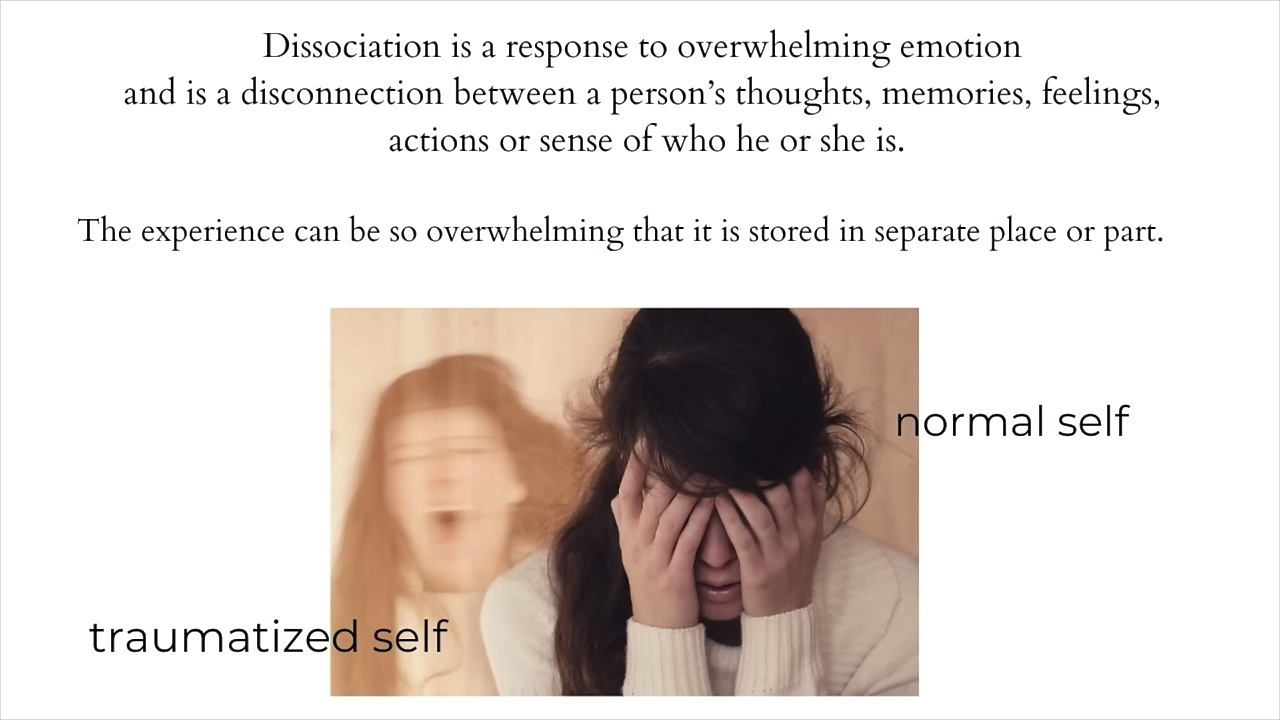 Dissociation is a response to overwhelming emotion
and is a disconnection between a person’s thoughts, memories, feelings,
actions or sense of who he or she is.
The experience can be so overwhelming that it is stored in separate place or part.
normal self
traumatized self